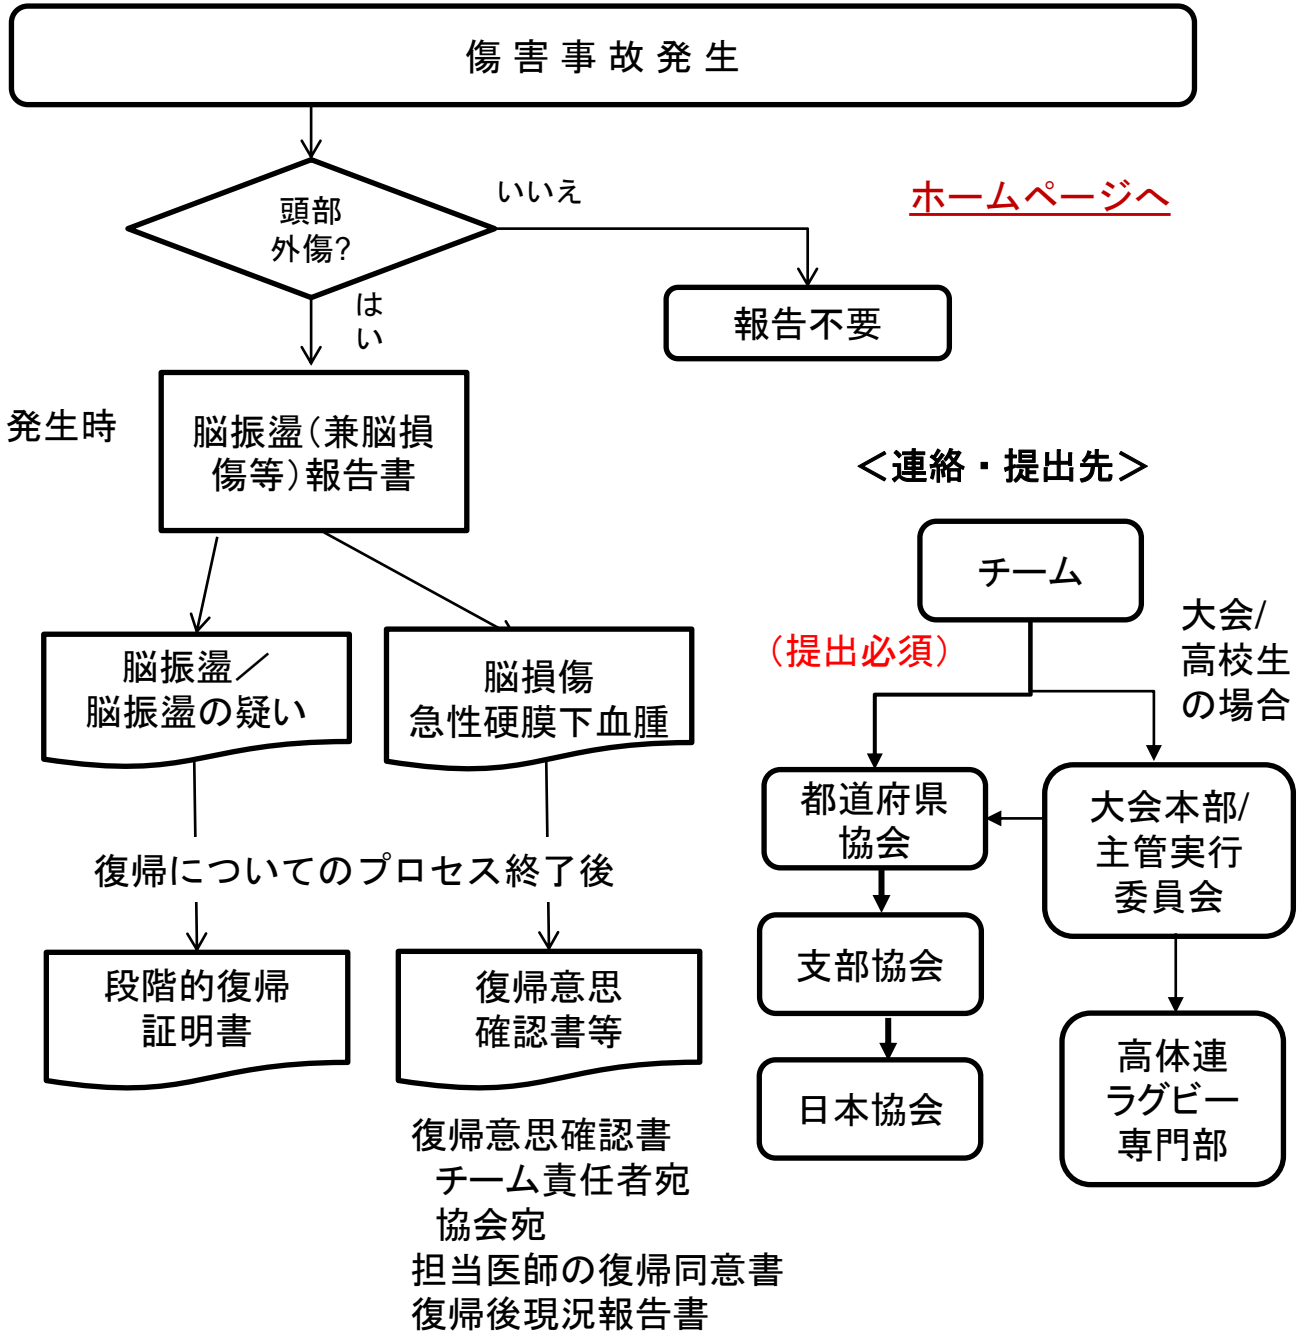 傷害事故発生
頭部
外傷?
いいえ
ホームページへ
は
い
報告不要
発生時
脳振盪（兼脳損
傷等）報告書
＜連絡・提出先＞
チーム
（提出必須）
大会/
高校生
の場合
脳振盪／
脳振盪の疑い
脳損傷
急性硬膜下血腫
都道府県
協会
大会本部/
主管実行
委員会
復帰についてのプロセス終了後
支部協会
段階的復帰
証明書
復帰意思
確認書等
日本協会
高体連
ラグビー
専門部
復帰意思確認書
チーム責任者宛
協会宛
担当医師の復帰同意書
復帰後現況報告書